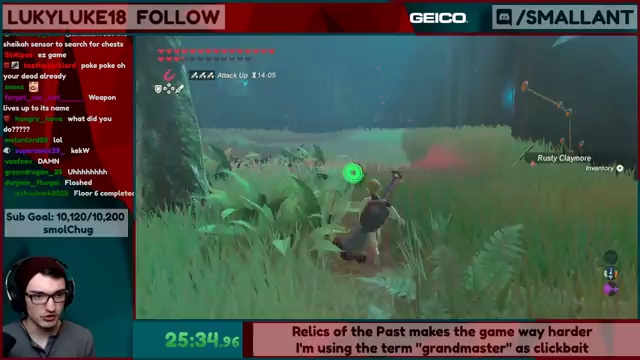 LUKYLUKE18 FOLLOW
GEICO
/SMALLANT
sheikah sensor to search for chests
ez game
poke poke oh
your dead already
Weapon
lives up to its name
what did you
do?????
lol
kekW
DAMN
Uhhhhhhhh
Floshed
Floor 6 completed
Attack Up 14:05
Rusty Claymore
Inventory
Sub Goal: 10,120/10,200
smolChug
25:34.96
Relics of the Past makes the game way harder
I'm using the term "grandmaster" as clickbait